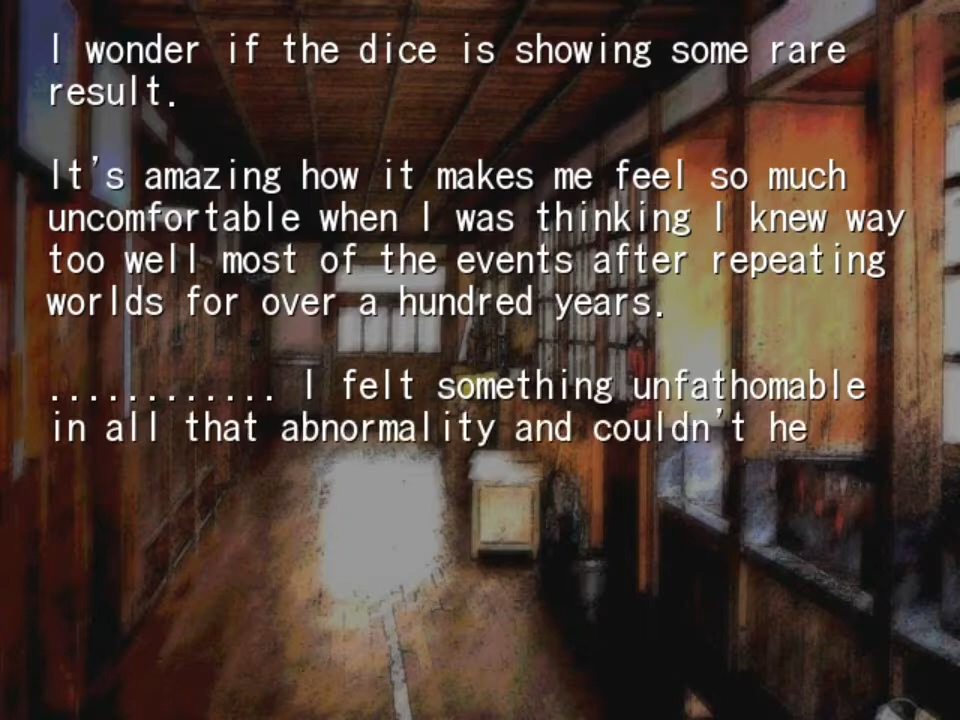 I wonder if the dice is showing some rare
result.
It's amazing how it makes me feel so much
uncomfortable when I was thinking I knew way
too well most of the events after repeating
worlds for over a hundred years.
............ I felt something unfathomable
in all that abnormality and couldn't he